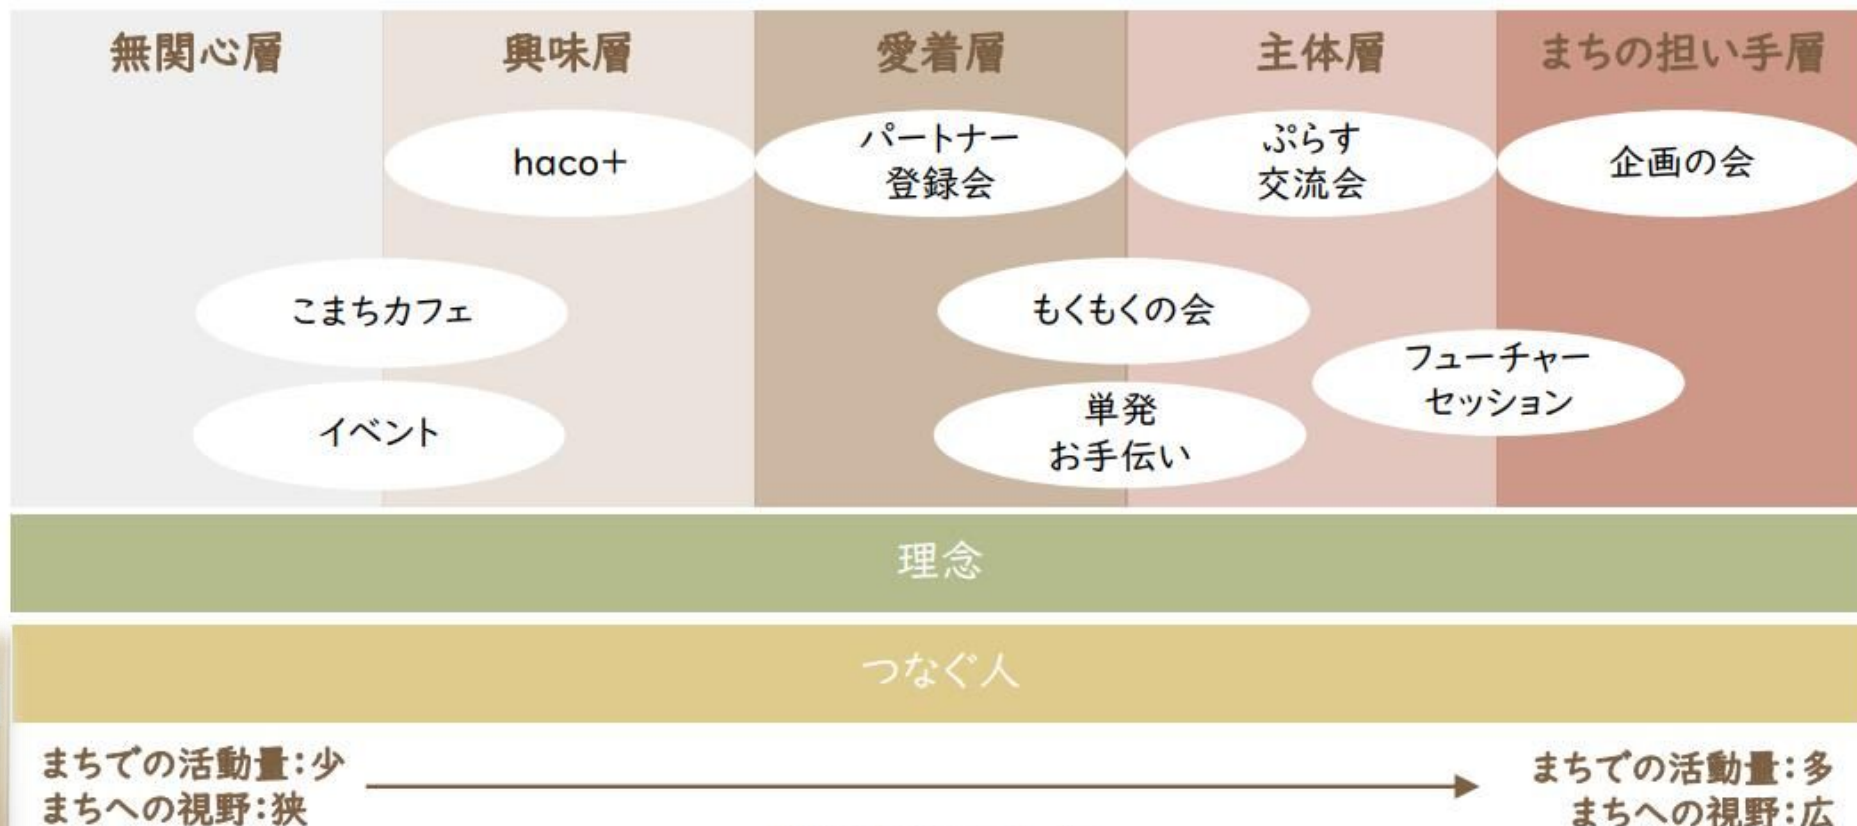 無関心層
興味層
愛着層
主体層
まちの担い手層
haco+
パートナー
登録会
ぷらす
交流会
企画の会
こまちカフェ
もくもくの会
フューチャー
セッション
イベント
単発
お手伝い
理念
つなぐ人
まちでの活動量:少
まちへの視野:狭
まちでの活動量:多
まちへの視野:広